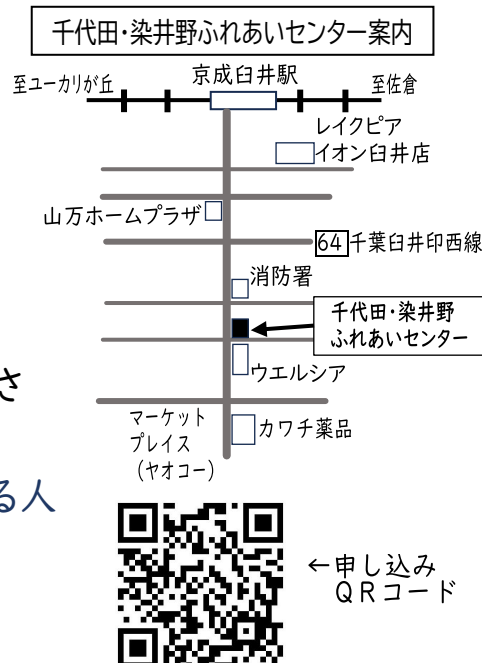 千代田・染井野ふれあいセンター案内
至ユーカリが丘
京成臼井駅
至佐倉
レイクピア
イオン臼井店
山万ホームプラザ
64 千葉臼井印西線
消防署
千代田・染井野
ふれあいセンター
ウエルシア
さ
マーケット
プレイス
(ヤオコー)
カワチ薬品
る人
←申し込み
QRコード